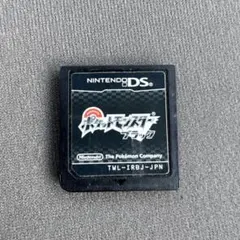 NINTENDO DS
ポケットモンスター
ブラック
Nintendo The Pokémon Company
TWL-IRBJ-JPN